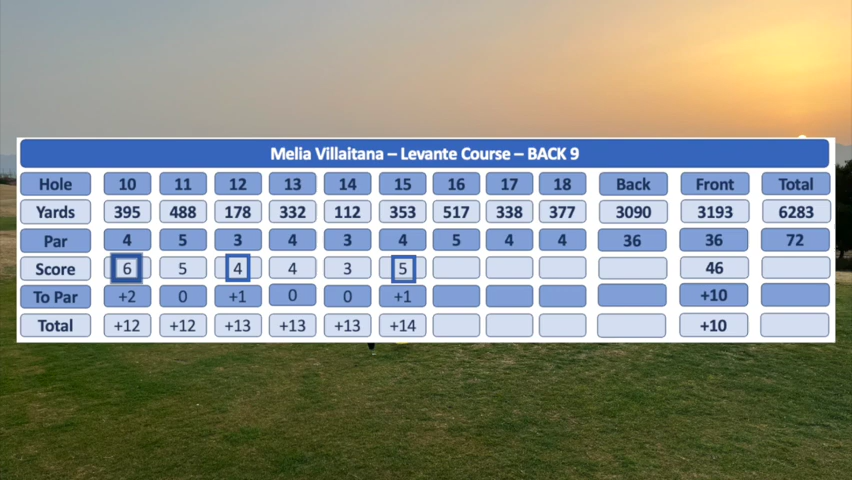 Melia Villaitana – Levante Course – BACK 9
Hole 10 11 12 13 14 15 16 17 18 Back Front Total
Yards 395 488 178 332 112 353 517 338 377 3090 3193 6283
Par 4 5 3 4 3 4 5 4 4 36 36 72
Score 6 5 4 4 3 5 46
To Par +2 0 +1 0 0 +1 +10
Total +12 +12 +13 +13 +13 +14 +10